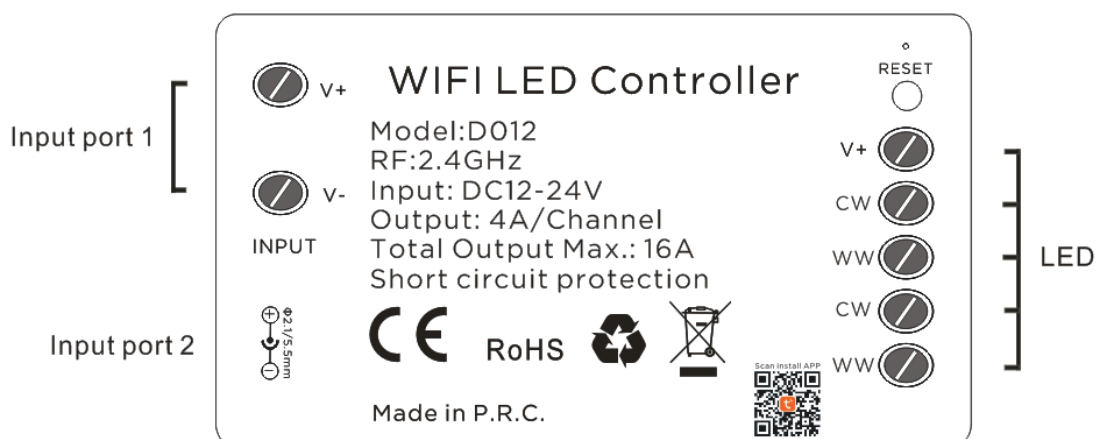 Input port 1
V+
V-
INPUT
Input port 2
Φ2.1/5.5mm
WIFI LED Controller
Model:D012
RF:2.4GHz
Input: DC12-24V
Output: 4A/Channel
Total Output Max.: 16A
Short circuit protection
CE
RoHS
Made in P.R.C.
Scan install APP
RESET
V+
CW
WW
CW
WW
LED